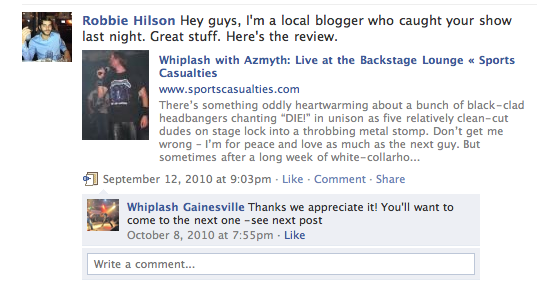 Robbie Hilson Hey guys, I'm a local blogger who caught your show
last night. Great stuff. Here's the review.
Whiplash with Azmyth: Live at the Backstage Lounge « Sports
Casualties
www.sportscasualties.com
There's something oddly heartwarming about a bunch of black-clad
headbangers chanting "DIE!" in unison as five relatively clean-cut
dudes on stage lock into a throbbing metal stomp. Don't get me
wrong - I'm for peace and love as much as the next guy. But
sometimes after a long week of white-collarho...
September 12, 2010 at 9:03pm · Like · Comment · Share
Whiplash Gainesville Thanks we appreciate it! You'll want to
come to the next one -see next post
October 8, 2010 at 7:55pm · Like
Write a comment...